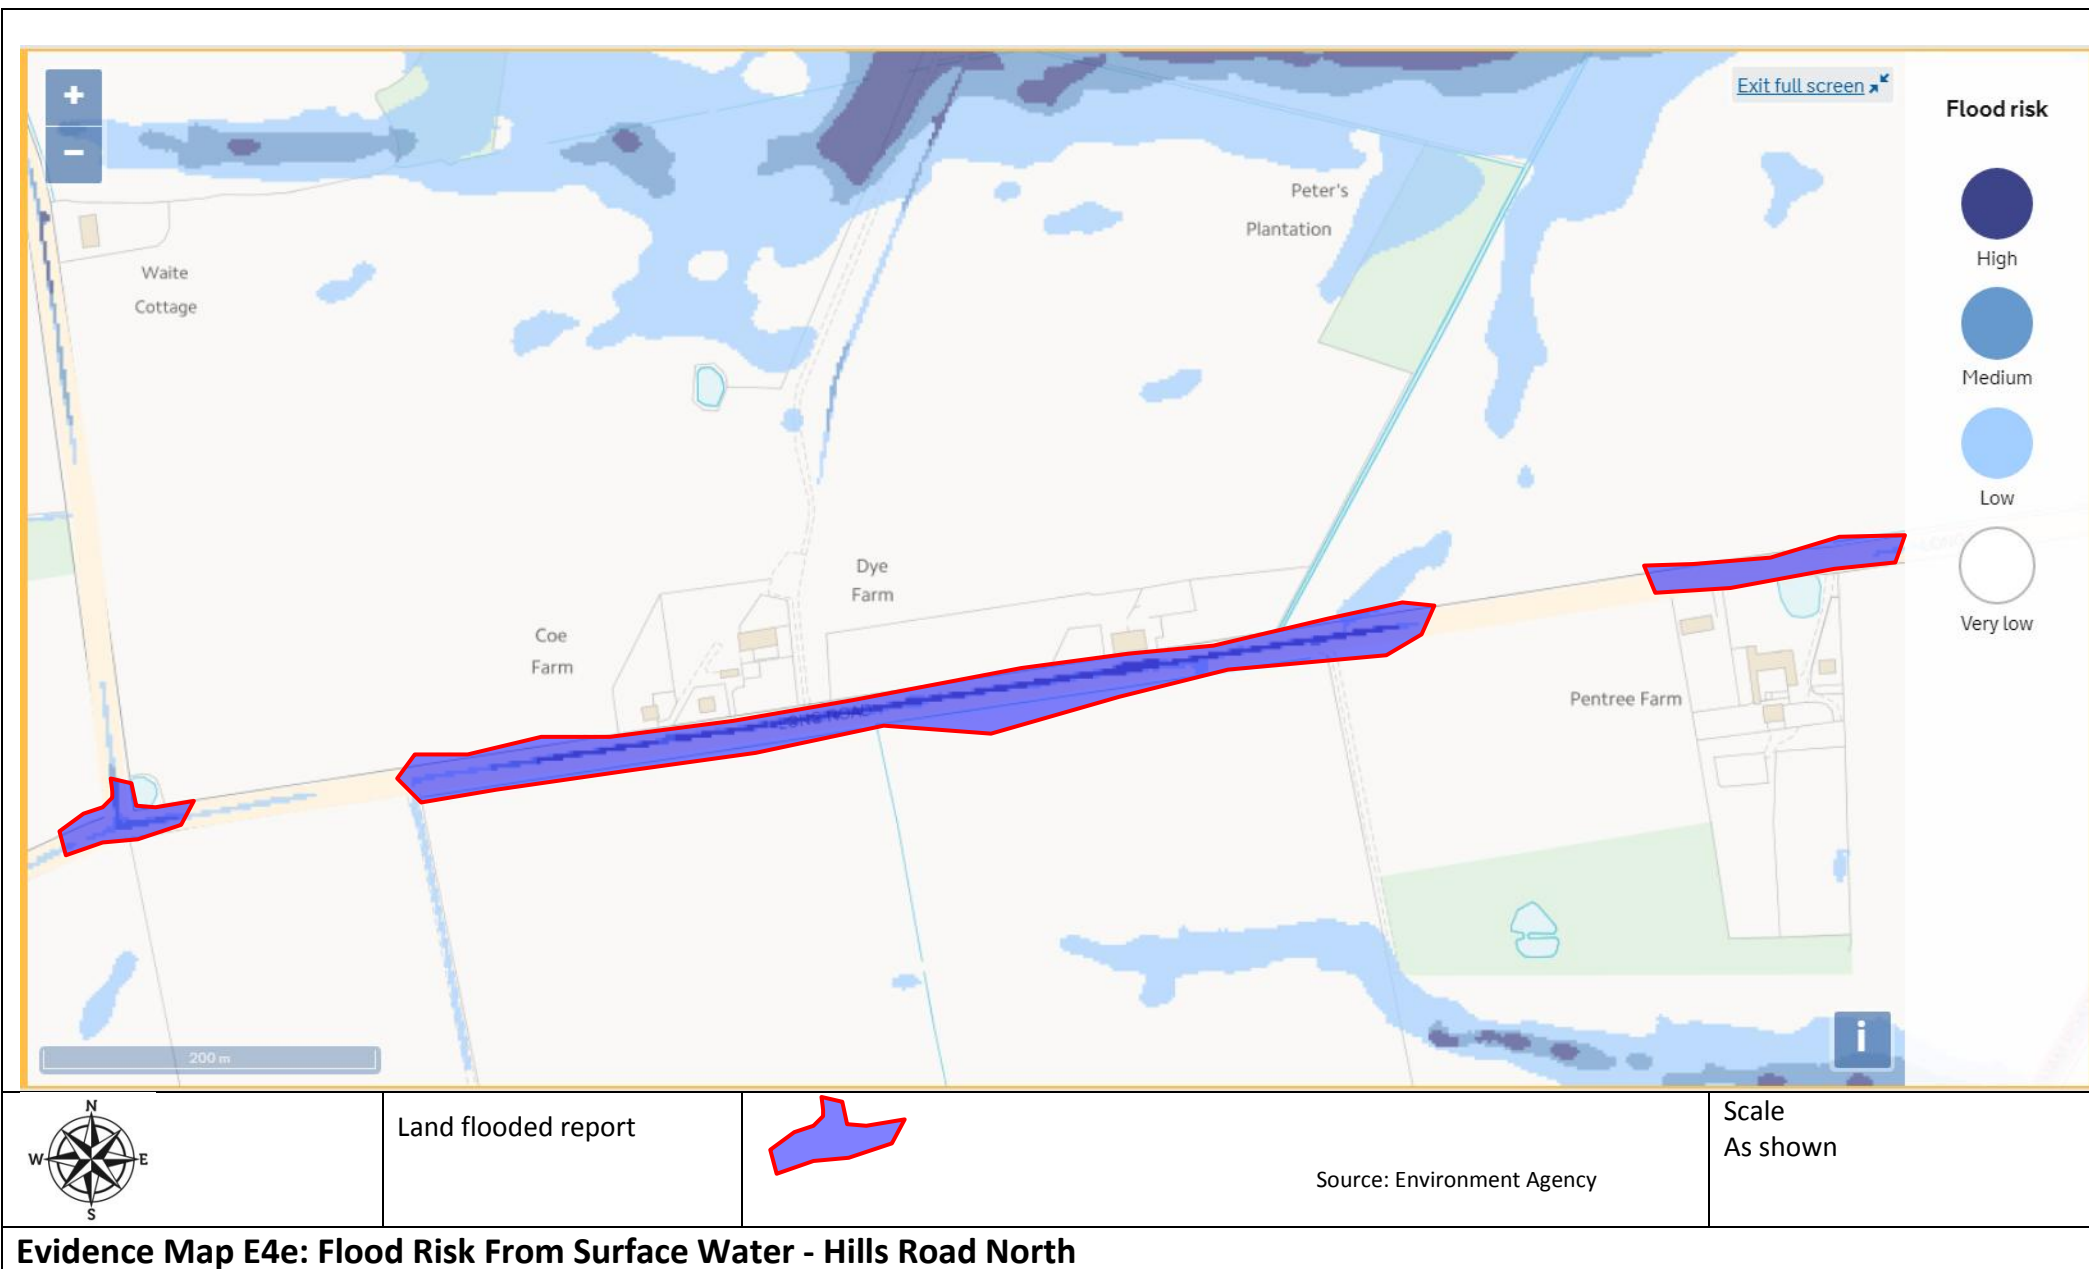 +
−
Exit full screen
Flood risk
High
Medium
Low
Very low
Peter's
Plantation
Waite
Cottage
Dye
Farm
Coe
Farm
Pentree Farm
LONG ROAD
200 m
i
N
W
E
S
Land flooded report
Source: Environment Agency
Scale
As shown
Evidence Map E4e: Flood Risk From Surface Water - Hills Road North